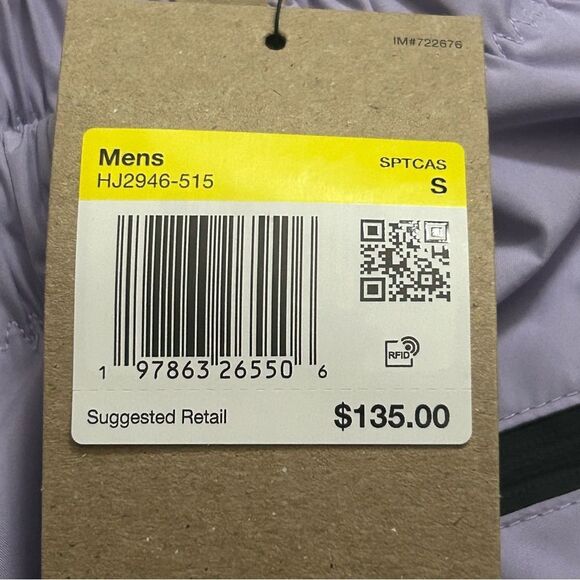 IM#722676
Mens
HJ2946-515
SPTCAS
S
1 97863 26550 6
RFID
Suggested Retail
$135.00